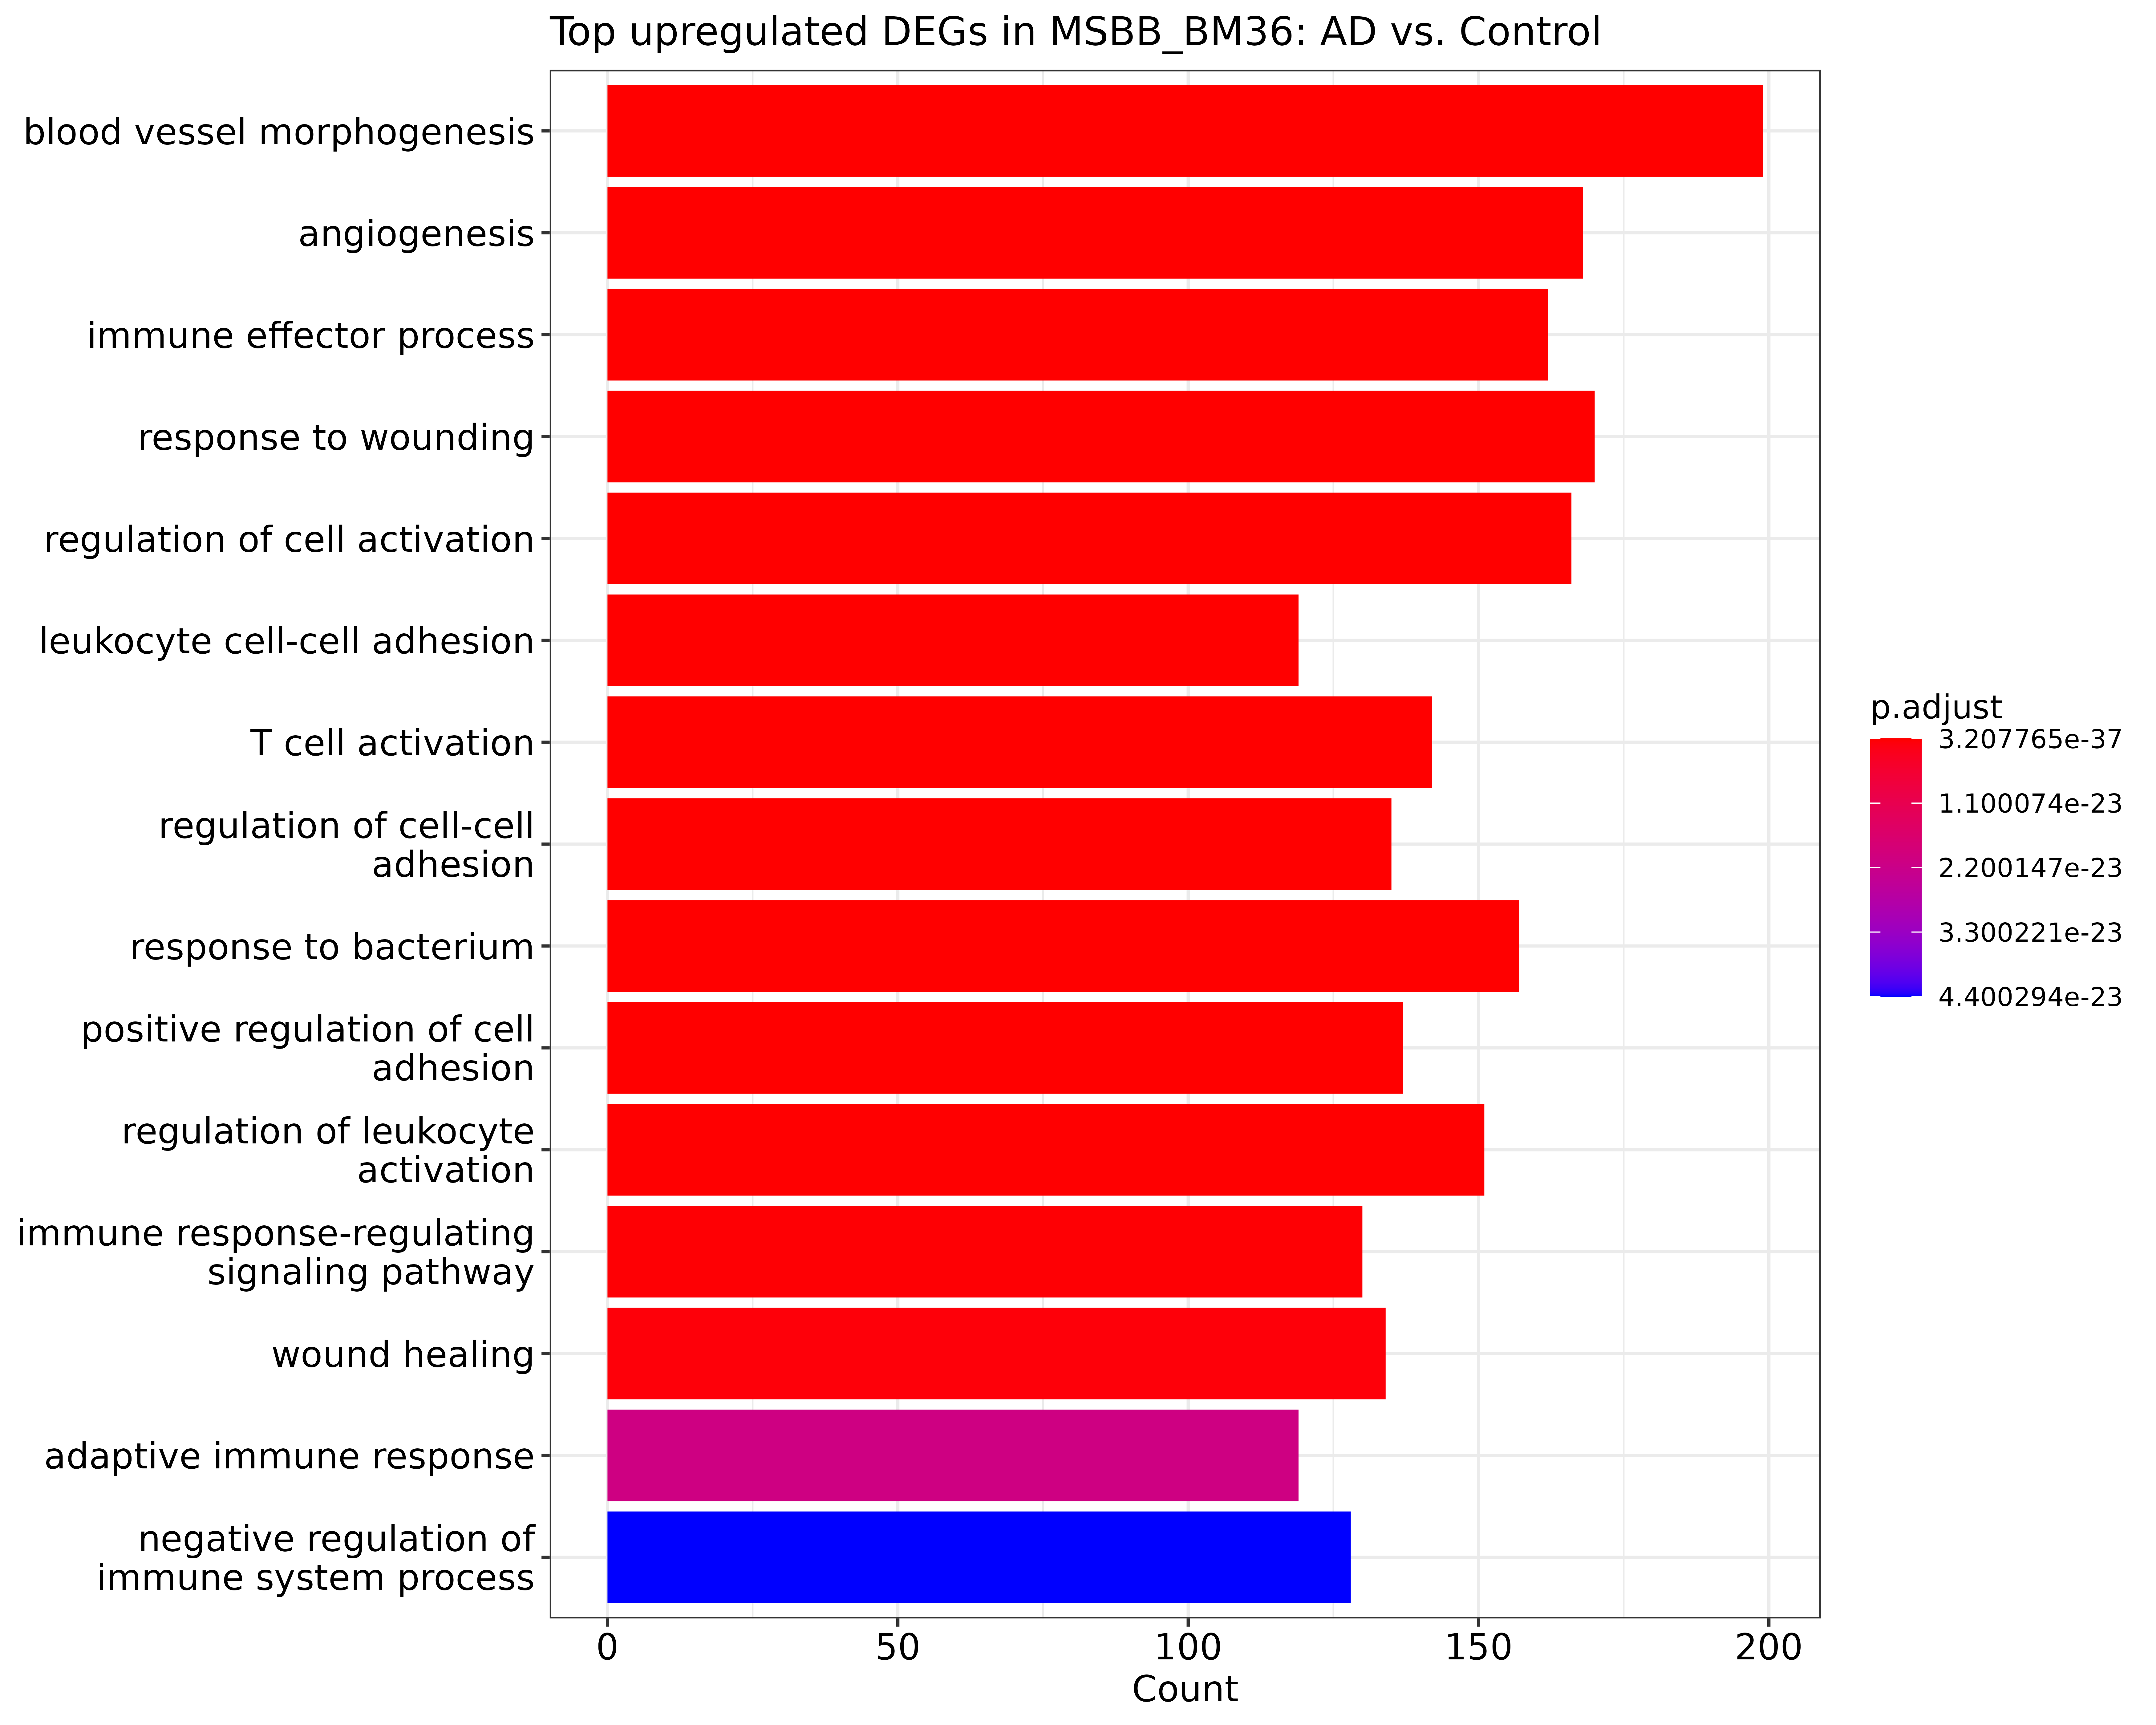 Top upregulated DEGs in MSBB_BM36: AD vs. Control
blood vessel morphogenesis
angiogenesis
immune effector process
response to wounding
regulation of cell activation
leukocyte cell-cell adhesion
T cell activation
regulation of cell-cell
adhesion
response to bacterium
positive regulation of cell
adhesion
regulation of leukocyte
activation
immune response-regulating
signaling pathway
wound healing
adaptive immune response
negative regulation of
immune system process
0 50 100 150 200
Count
p.adjust
3.207765e-37
1.100074e-23
2.200147e-23
3.300221e-23
4.400294e-23